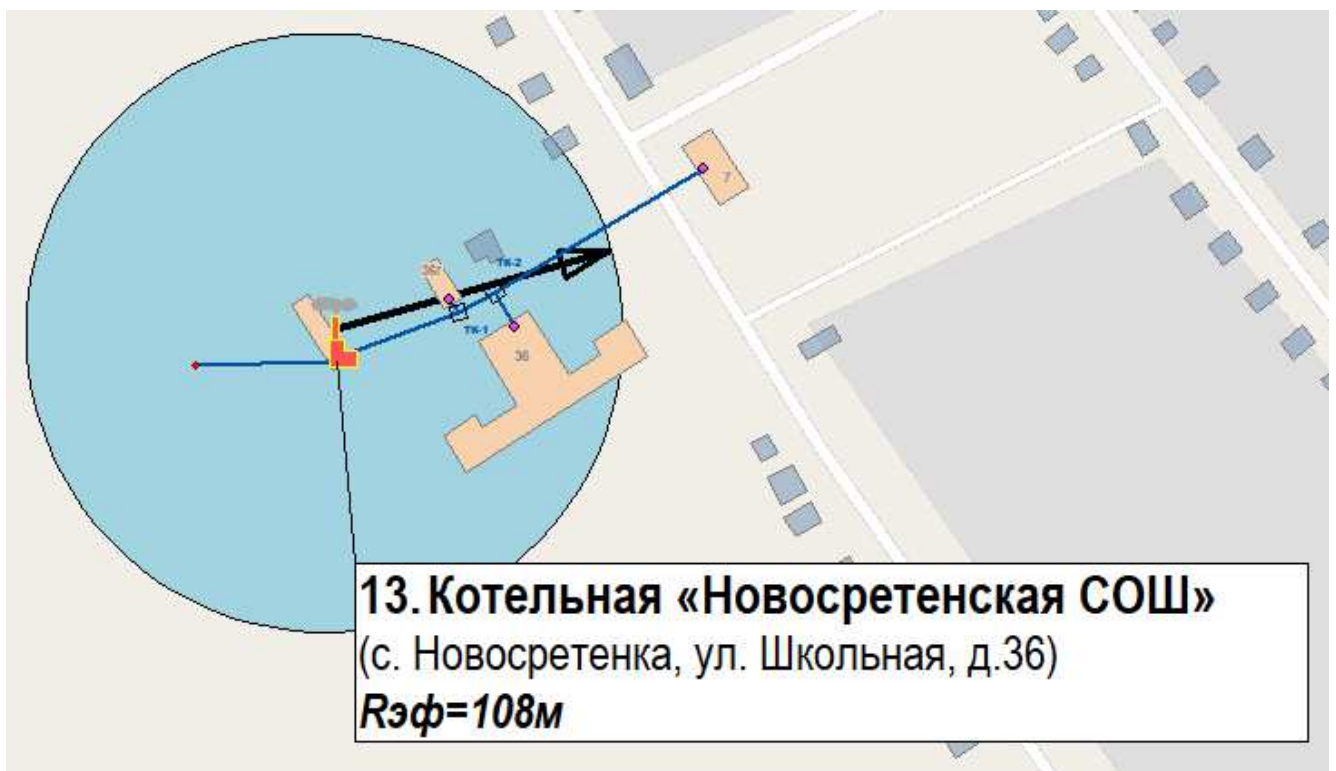 7
ТК-2
ТК-1
36
13. Котельная «Новосретенская СОШ»
(с. Новосретенка, ул. Школьная, д.36)
Rэф=108м